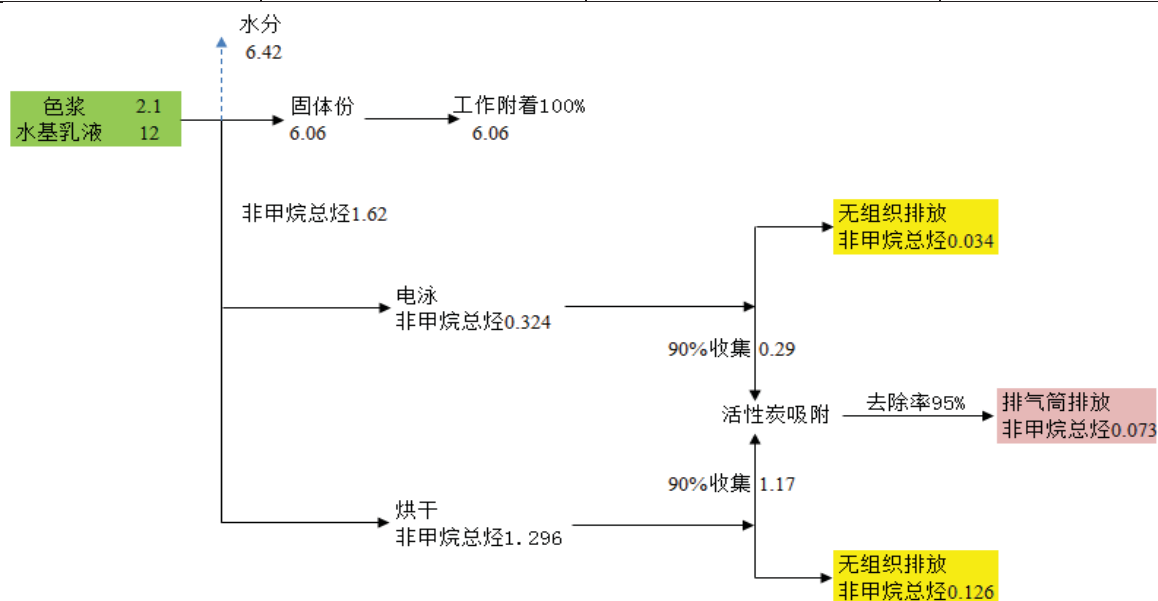 水分
6.42
色浆 2.1
水基乳液 12
固体份
6.06
工作附着100%
6.06
非甲烷总烃1.62
无组织排放
非甲烷总烃0.034
电泳
非甲烷总烃0.324
90%收集 0.29
活性炭吸附
去除率95%
排气筒排放
非甲烷总烃0.073
90%收集 1.17
烘干
非甲烷总烃1.296
无组织排放
非甲烷总烃0.126